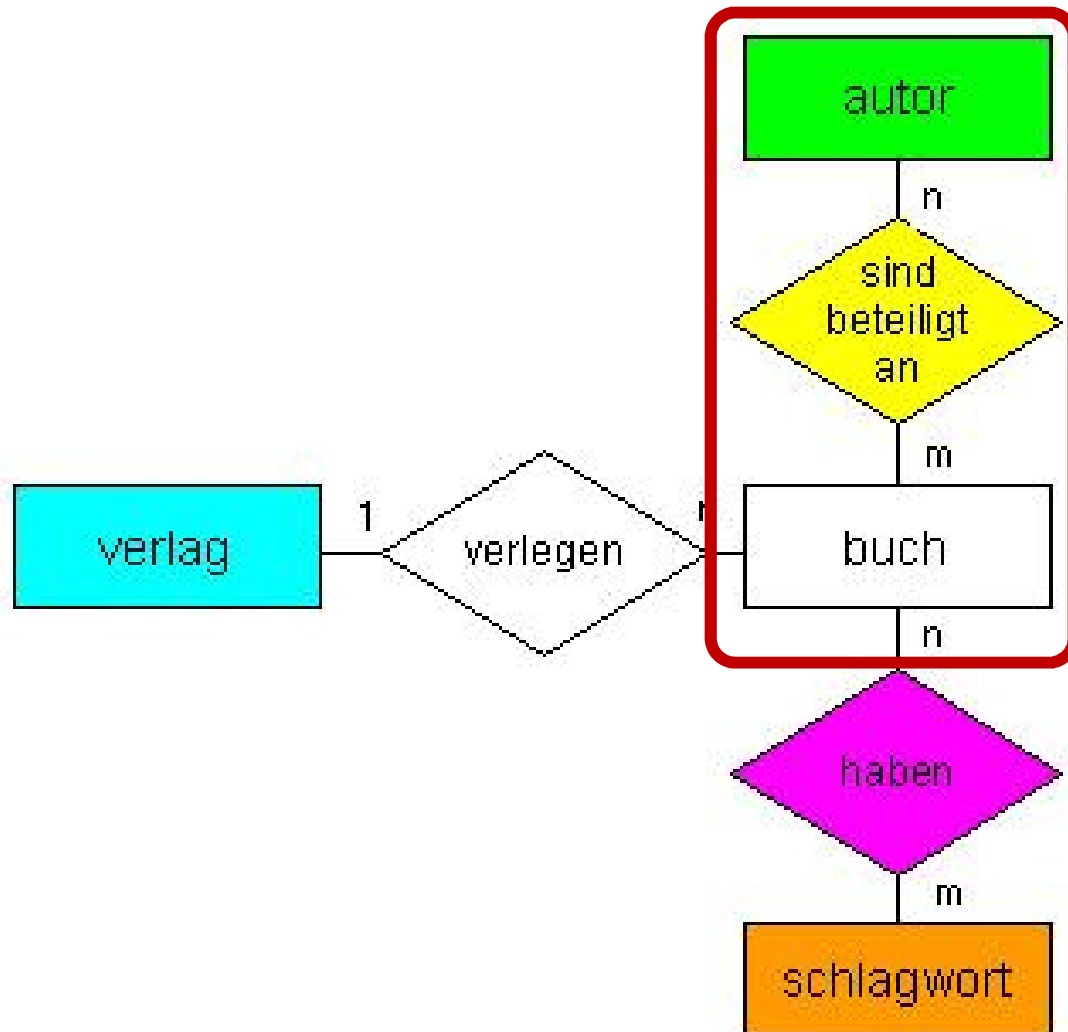 autor
n
sind
beteiligt
an
m
verlag
1
verlegen
buch
n
haben
m
schlagwort